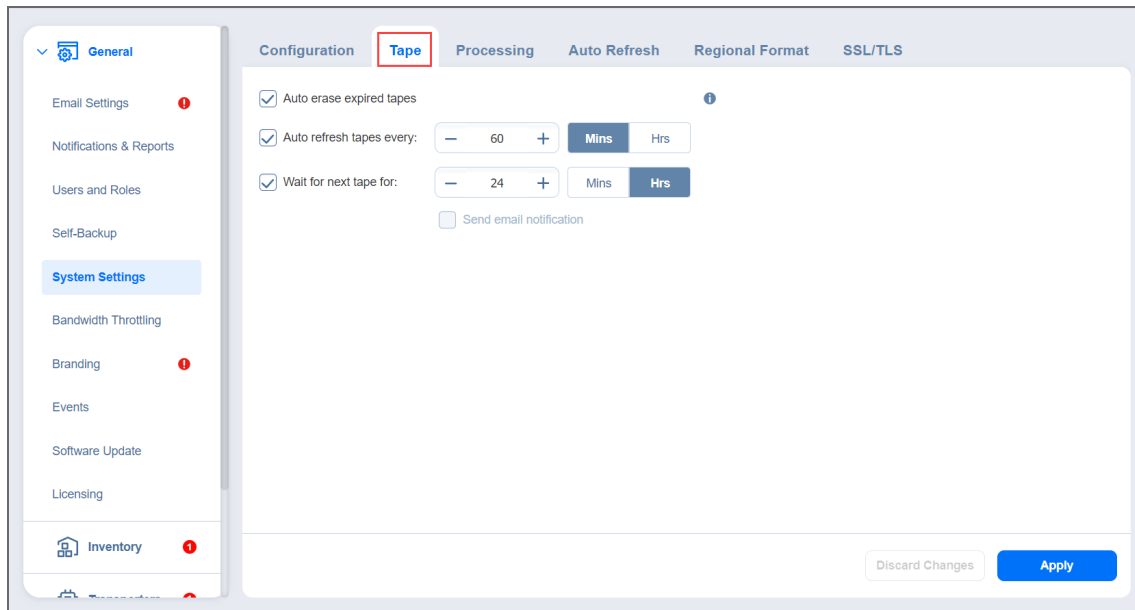 General
Email Settings
Notifications & Reports
Users and Roles
Self-Backup
System Settings
Bandwidth Throttling
Branding
Events
Software Update
Licensing
Inventory 1
Configuration Tape Processing Auto Refresh Regional Format SSL/TLS
Auto erase expired tapes
Auto refresh tapes every: − 60 + Mins Hrs
Wait for next tape for: − 24 + Mins Hrs
Send email notification
Discard Changes Apply